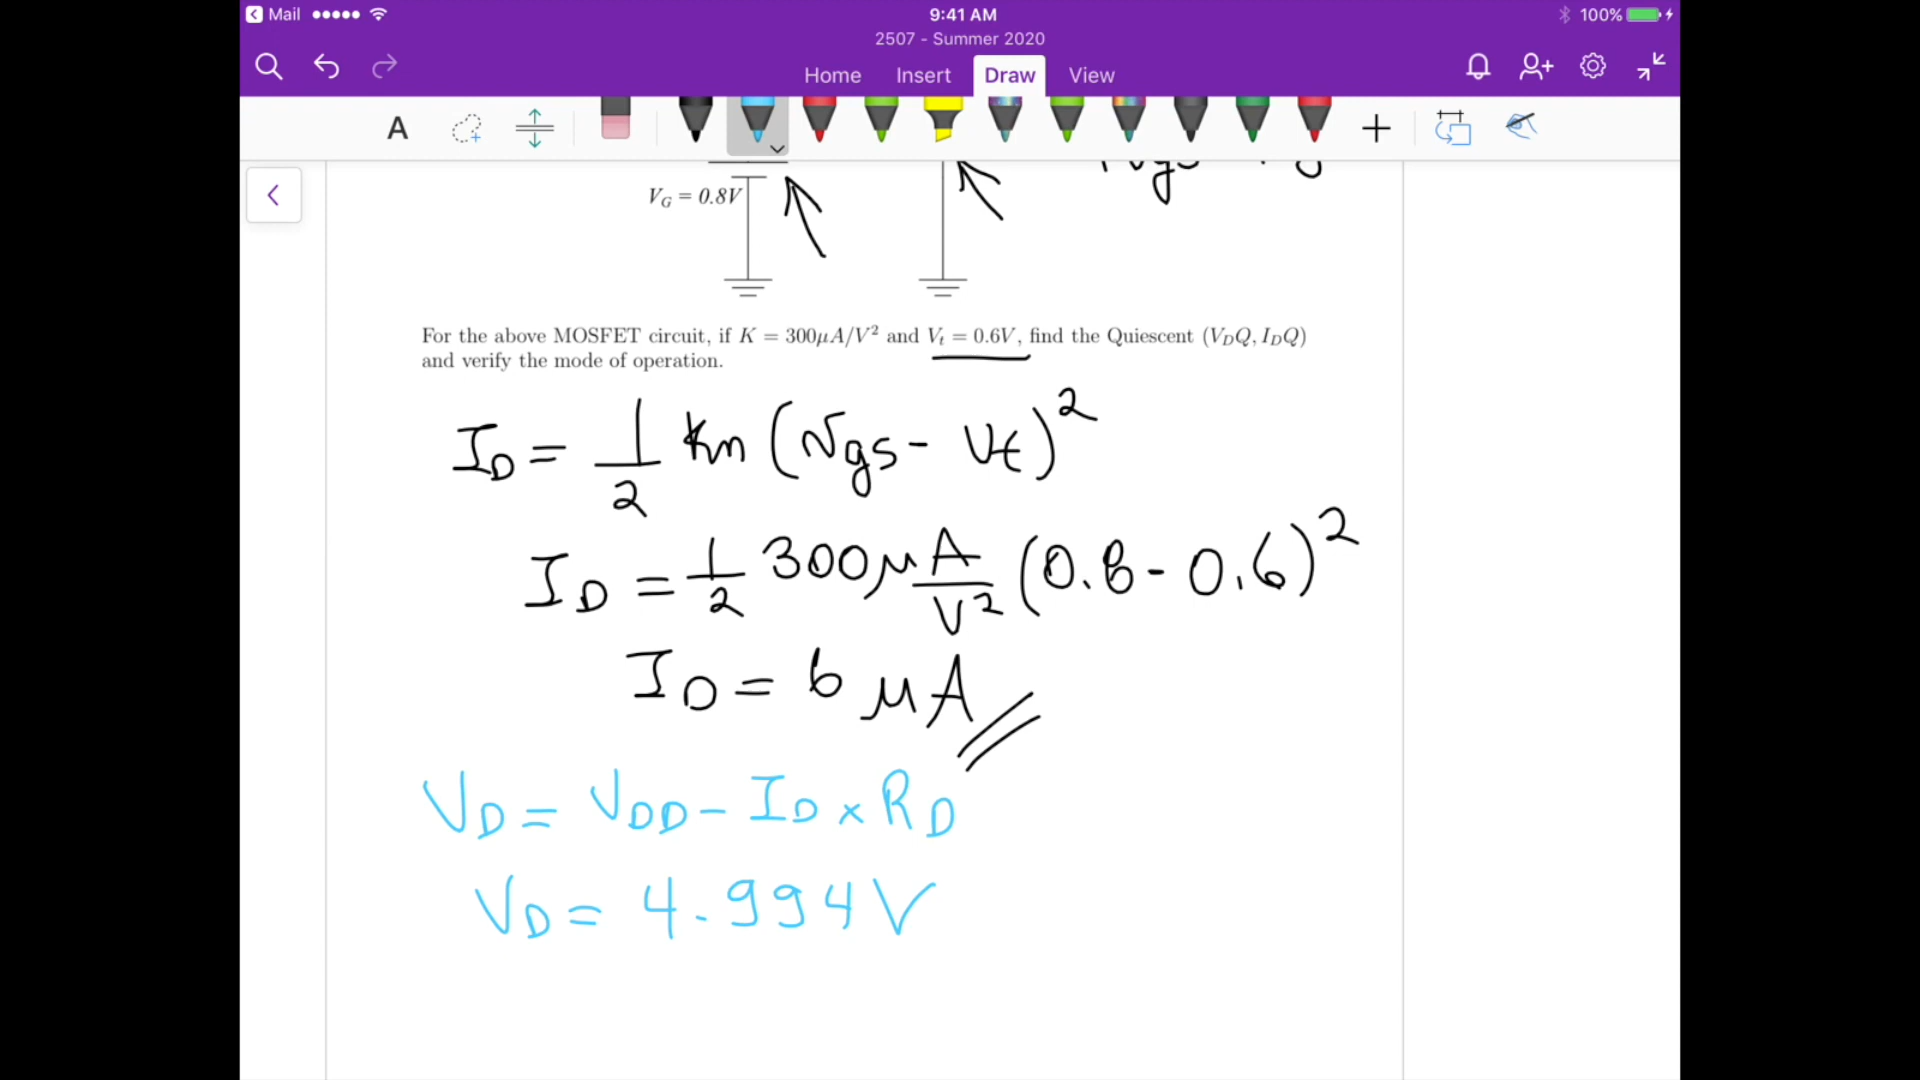 Mail
9:41 AM
100%
2507 - Summer 2020
Home Insert Draw View
A
V_G = 0.8V
For the above MOSFET circuit, if K = 300μA/V² and V_t = 0.6V, find the Quiescent (V_DQ, I_DQ)
and verify the mode of operation.
I_D = 1/2 Kn (Vgs - Vt)²
I_D = 1/2 300 μA/V² (0.8 - 0.6)²
I_D = 6 μA
V_D = V_DD - I_D × R_D
V_D = 4.994 V